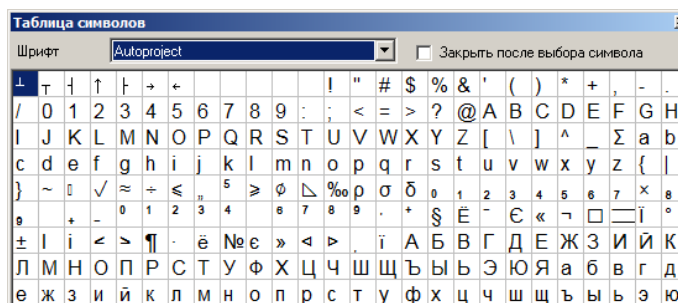 Таблица символов
Шрифт Autoproject Закрыть после выбора символа
┴ ┬ ┤ ↑ ├ → ← ! " # $ % & ' ( ) * + , - .
/ 0 1 2 3 4 5 6 7 8 9 : ; < = > ? @ A B C D E F G H
I J K L M N O P Q R S T U V W X Y Z [ \ ] ^ _ Σ a b
c d e f g h i j k l m n o p q r s t u v w x y z { |
} ~ ▯ √ ≈ ÷ ⩽ „ 5 ⩾ ø ◺ ‰ ρ σ δ ₀ ₁ ₂ ₃ ₄ ₅ ₆ ₇ × ₈
₉ ₊ ₋ ⁰ ¹ ² ³ ⁴ ⁶ ⁷ ⁸ ⁹ · ⁺ § Ё ¯ Є « ¬ □ Ї °
± І і < > ¶ · ё № є » ⊲ ⊳ ї А Б В Г Д Е Ж З И Й К
Л М Н О П Р С Т У Ф Х Ц Ч Ш Щ Ъ Ы Ь Э Ю Я а б в г д
е ж з и й к л м н о п р с т у ф х ц ч ш щ ъ ы ь э ю